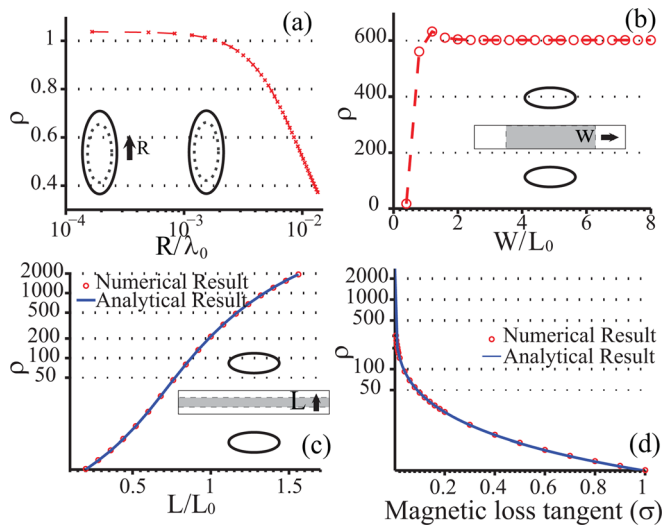 (a)
ρ
1
0.8
0.6
0.4
R
10⁻⁴
10⁻³
10⁻²
R/λ₀
(b)
ρ
600
400
200
0
W
0
2
4
6
8
W/L₀
(c)
ρ
2000
1000
500
200
100
50
Numerical Result
Analytical Result
L
0.5
1.0
1.5
L/L₀
(d)
ρ
2000
1000
500
100
50
Numerical Result
Analytical Result
0.2
0.4
0.6
0.8
1
Magnetic loss tangent (σ)